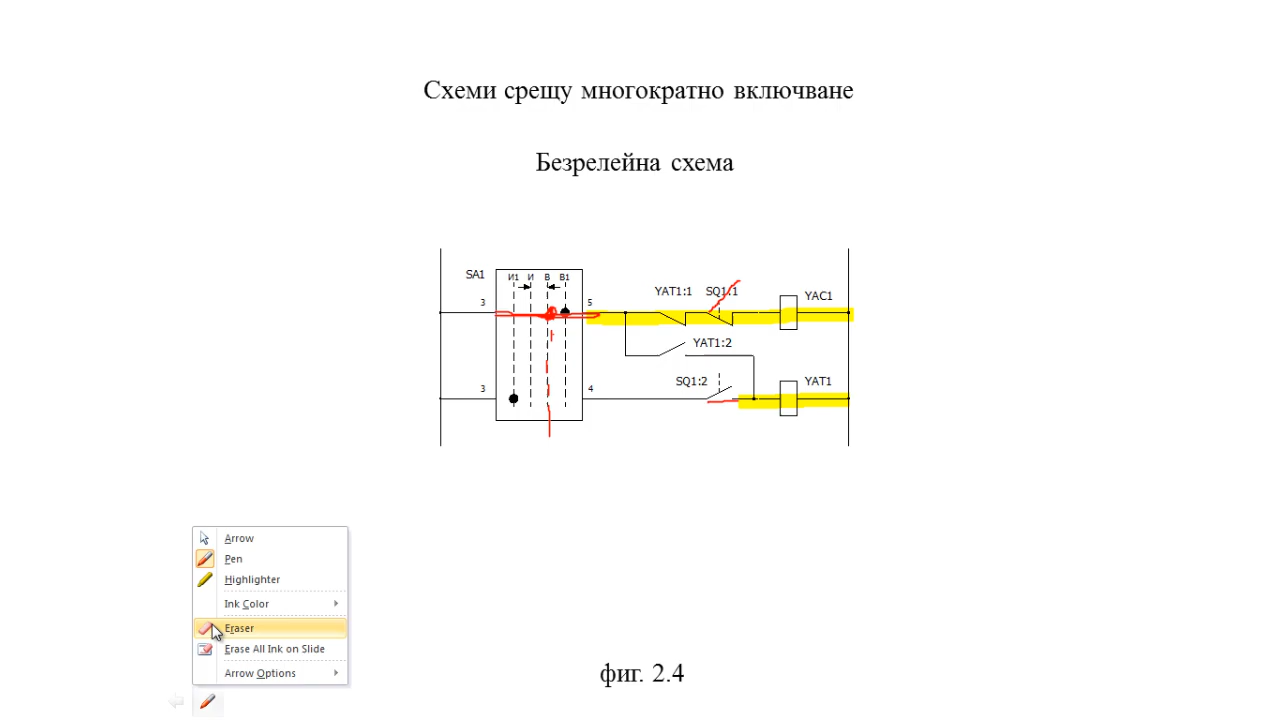 Схеми срещу многократно включване
Безрелейна схема
SA1
И1 И В В1
3
5
YAT1:1
SQ1:1
YAC1
YAT1:2
SQ1:2
YAT1
3
4
Arrow
Pen
Highlighter
Ink Color
Eraser
Erase All Ink on Slide
Arrow Options
фиг. 2.4